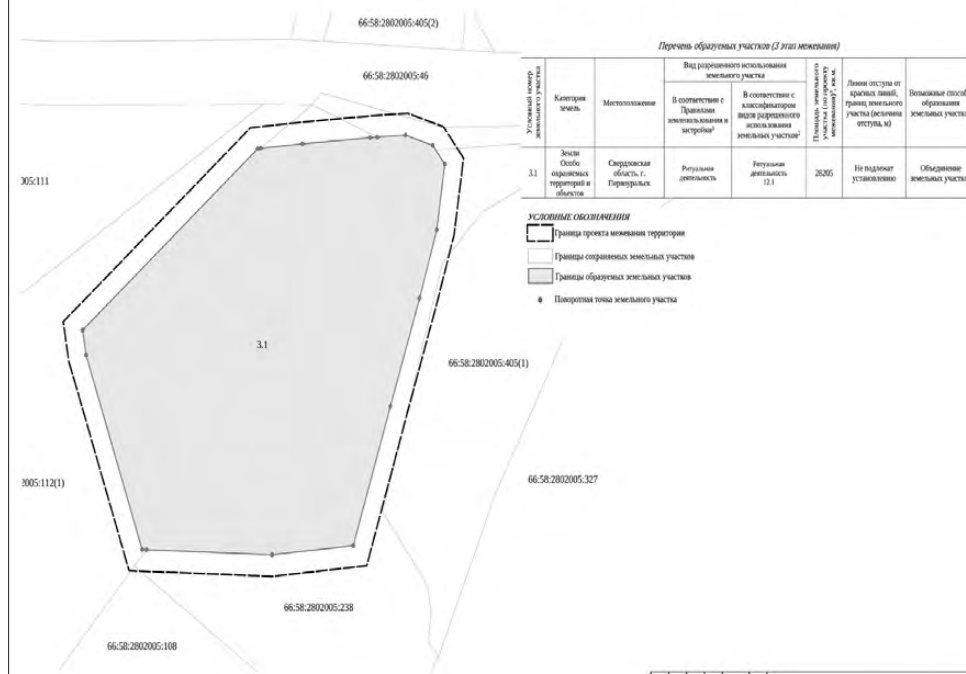 66:58:2802005:405(2)
66:58:2802005:46
Перечень образуемых участков (3 этап межевания)
Условный номер
земельного участка
Категория
земель
Местоположение
Вид разрешенного использования
земельного участка
В соответствии с
Правилами
землепользования и
застройки
В соответствии с
классификатором
видов разрешенного
использования
земельных участков
Площадь земельного
участка (по проекту
межевания), кв.м.
Линии отступа от
красных линий,
границ земельного
участка (величина
отступа, м)
Возможные способ
образования
земельных участк
3.1
Земли
Особо
охраняемых
территорий и
объектов
Свердловская
область, г.
Первоуральск
Ритуальная
деятельность
Ритуальная
деятельность
12.1
28205
Не подлежат
установлению
Объединение
земельных участк
005:111
УСЛОВНЫЕ ОБОЗНАЧЕНИЯ
Граница проекта межевания территории
Границы сохраняемых земельных участков
Границы образуемых земельных участков
Поворотная точка земельного участка
3.1
66:58:2802005:405(1)
2005:112(1)
66:58:2802005:327
66:58:2802005:238
66:58:2802005:108